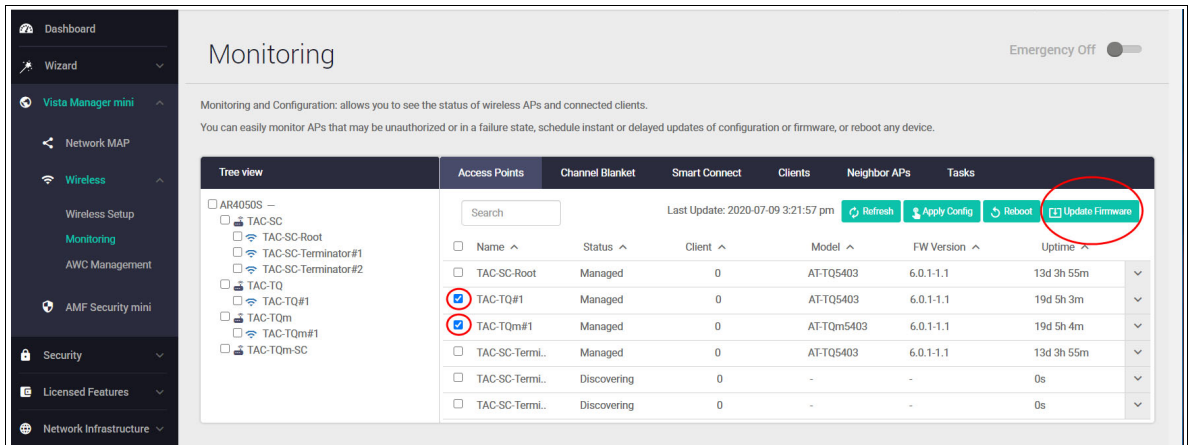 Dashboard
Wizard
Vista Manager mini
Network MAP
Wireless
Wireless Setup
Monitoring
AWC Management
AMF Security mini
Security
Licensed Features
Network Infrastructure
Monitoring
Emergency Off
Monitoring and Configuration: allows you to see the status of wireless APs and connected clients.
You can easily monitor APs that may be unauthorized or in a failure state, schedule instant or delayed updates of configuration or firmware, or reboot any device.
Tree view
AR4050S
TAC-SC
TAC-SC-Root
TAC-SC-Terminator#1
TAC-SC-Terminator#2
TAC-TQ
TAC-TQ#1
TAC-TQm
TAC-TQm#1
TAC-TQm-SC
Access Points Channel Blanket Smart Connect Clients Neighbor APs Tasks
Search Last Update: 2020-07-09 3:21:57 pm Refresh Apply Config Reboot Update Firmware
Name Status Client Model FW Version Uptime
TAC-SC-Root Managed 0 AT-TQ5403 6.0.1-1.1 13d 3h 55m
TAC-TQ#1 Managed 0 AT-TQ5403 6.0.1-1.1 19d 5h 3m
TAC-TQm#1 Managed 0 AT-TQm5403 6.0.1-1.1 19d 5h 4m
TAC-SC-Termi.. Managed 0 AT-TQ5403 6.0.1-1.1 13d 3h 55m
TAC-SC-Termi.. Discovering 0 - - 0s
TAC-SC-Termi.. Discovering 0 - - 0s